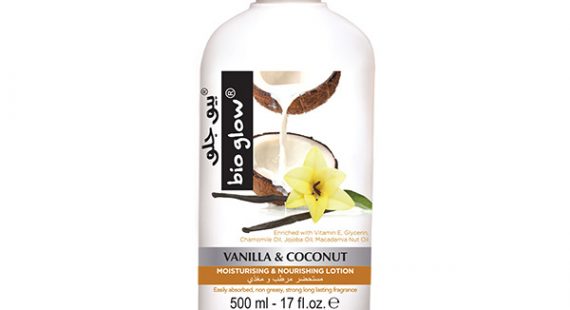 بيو جلو®
bio glow®
Enriched with Vitamin E, Glycerin,
Chamomile Oil, Jojoba Oil, Macadamia Nut Oil
VANILLA & COCONUT
MOISTURISING & NOURISHING LOTION
مستحضر مرطب و مغذي
Easily absorbed, non greasy, strong long lasting fragrance
500 ml - 17 fl.oz. ℮